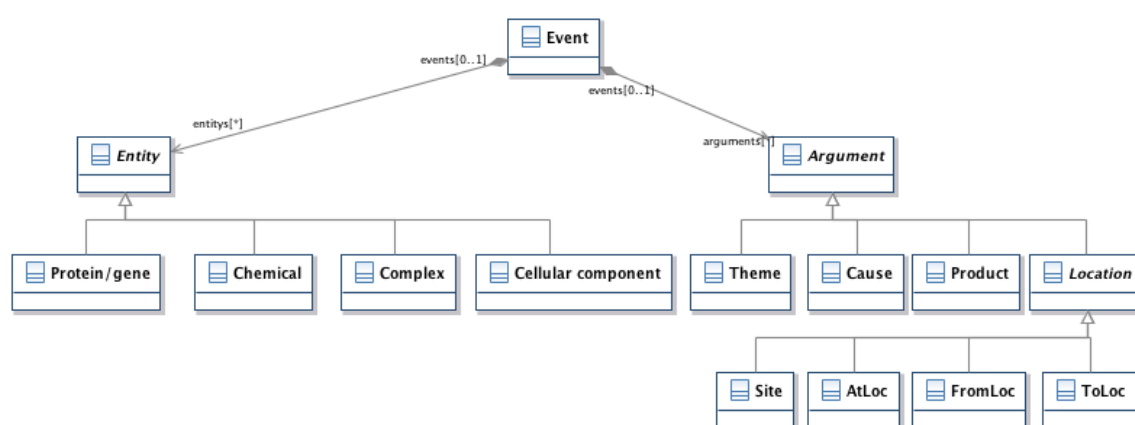 Event
events[0..1]
events[0..1]
entitys[*]
arguments[*]
Entity
Argument
Protein/gene
Chemical
Complex
Cellular component
Theme
Cause
Product
Location
Site
AtLoc
FromLoc
ToLoc